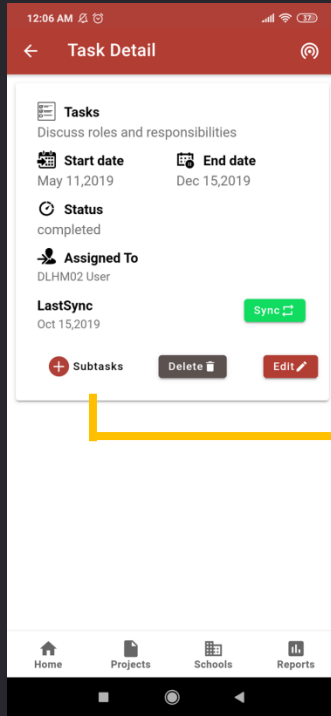 12:06 AM 37
Task Detail
Tasks
Discuss roles and responsibilities
Start date End date
May 11,2019 Dec 15,2019
Status
completed
Assigned To
DLHM02 User
LastSync
Oct 15,2019 Sync
Subtasks Delete Edit
Home Projects Schools Reports